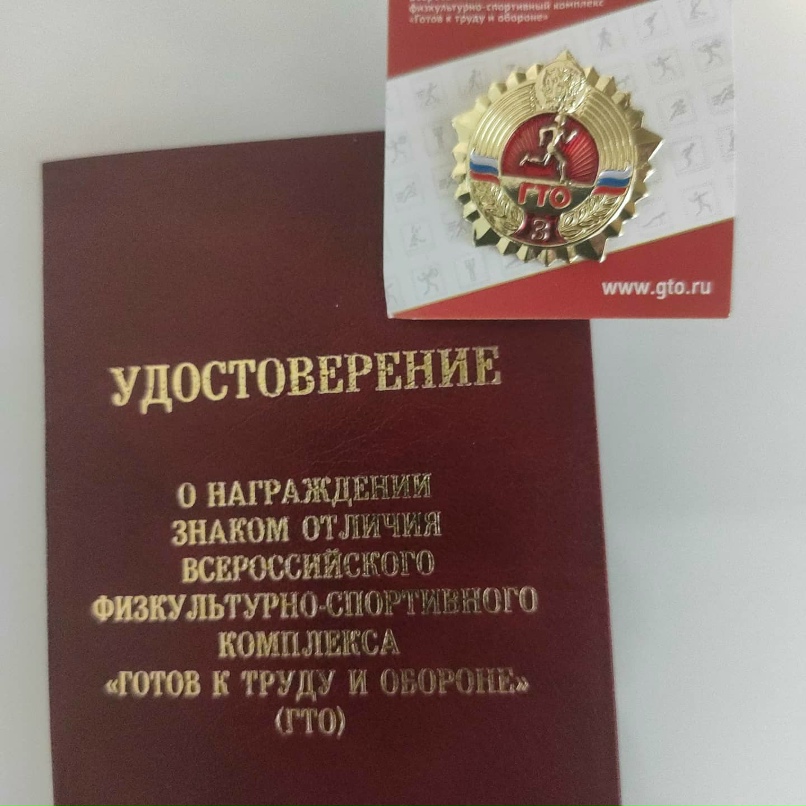 физкультурно-спортивный комплекс
«Готов к труду и обороне»
ГТО
3
www.gto.ru
УДОСТОВЕРЕНИЕ
О НАГРАЖДЕНИИ
ЗНАКОМ ОТЛИЧИЯ
ВСЕРОССИЙСКОГО
ФИЗКУЛЬТУРНО-СПОРТИВНОГО
КОМПЛЕКСА
«ГОТОВ К ТРУДУ И ОБОРОНЕ»
(ГТО)